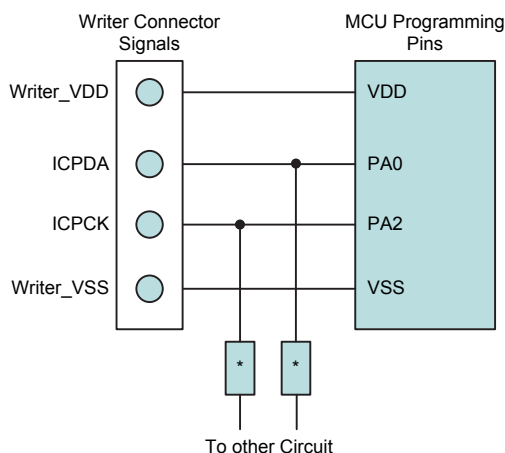 Writer Connector
Signals
MCU Programming
Pins
Writer_VDD
VDD
ICPDA
PA0
ICPCK
PA2
Writer_VSS
VSS
*
*
To other Circuit